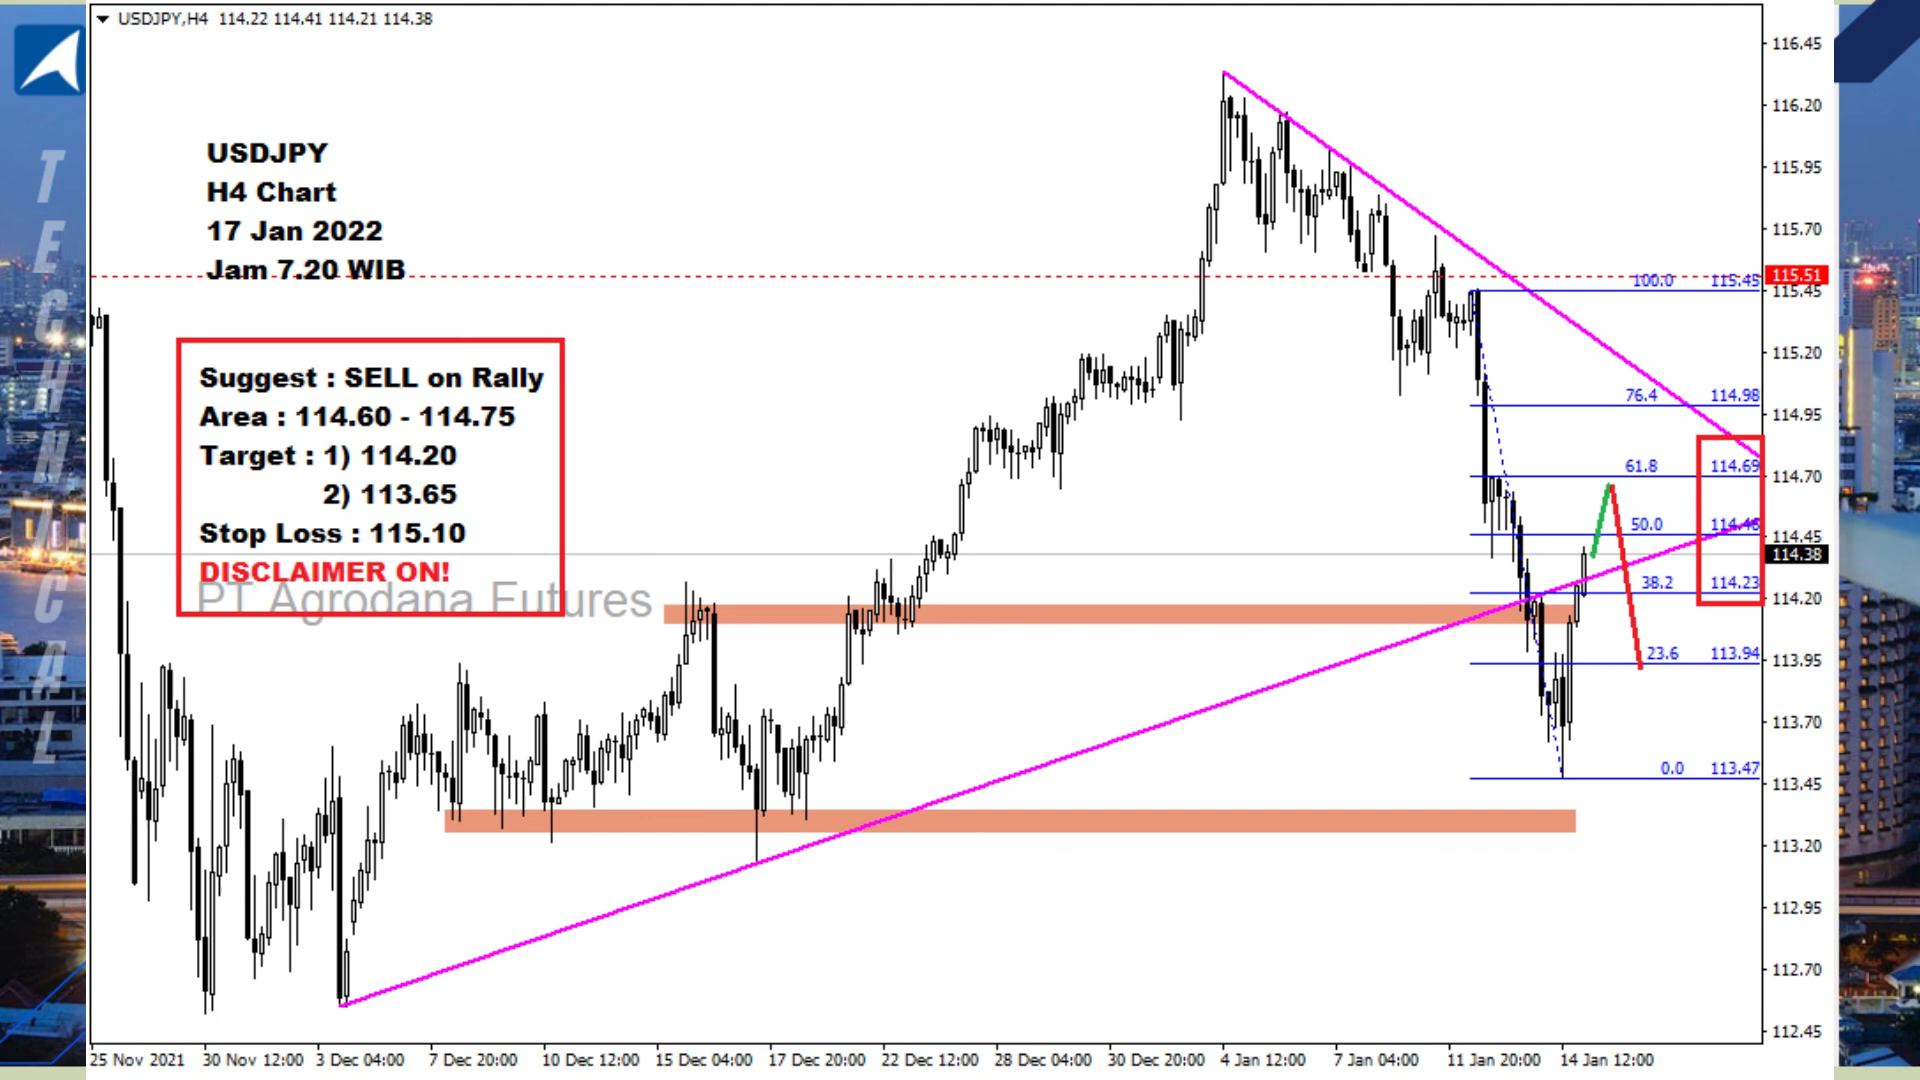 USDJPY,H4 114.22 114.41 114.21 114.38
TECHNICAL
USDJPY
H4 Chart
17 Jan 2022
Jam 7.20 WIB
Suggest : SELL on Rally
Area : 114.60 - 114.75
Target : 1) 114.20
2) 113.65
Stop Loss : 115.10
DISCLAIMER ON!
PT Agrodana Futures
100.0 115.45
76.4 114.98
61.8 114.69
50.0 114.46
38.2 114.23
23.6 113.94
0.0 113.47
116.45
116.20
115.95
115.70
115.51
115.45
115.20
114.95
114.70
114.45
114.38
114.20
113.95
113.70
113.45
113.20
112.95
112.70
112.45
25 Nov 2021
30 Nov 12:00
3 Dec 04:00
7 Dec 20:00
10 Dec 12:00
15 Dec 04:00
17 Dec 20:00
22 Dec 12:00
28 Dec 04:00
30 Dec 20:00
4 Jan 12:00
7 Jan 04:00
11 Jan 20:00
14 Jan 12:00